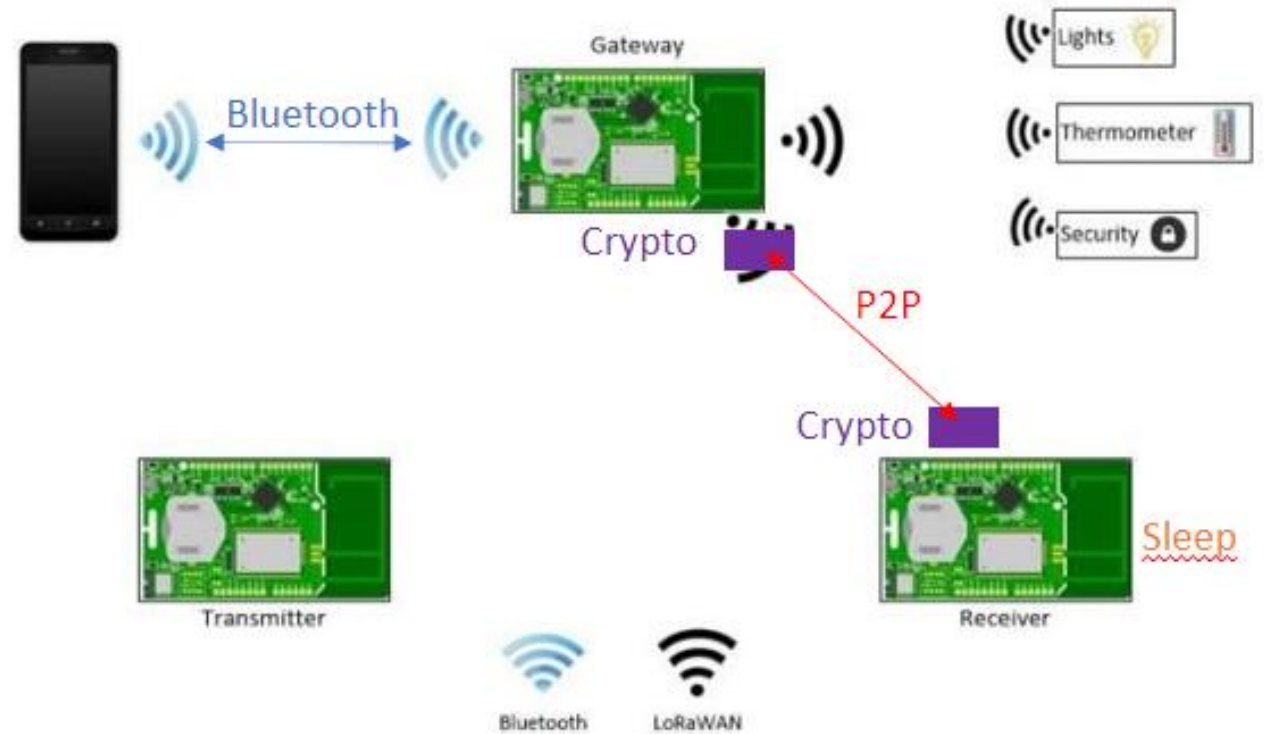 Gateway
Lights
Bluetooth
Thermometer
Crypto
Security
P2P
Crypto
Sleep
Transmitter
Receiver
Bluetooth
LoRaWAN